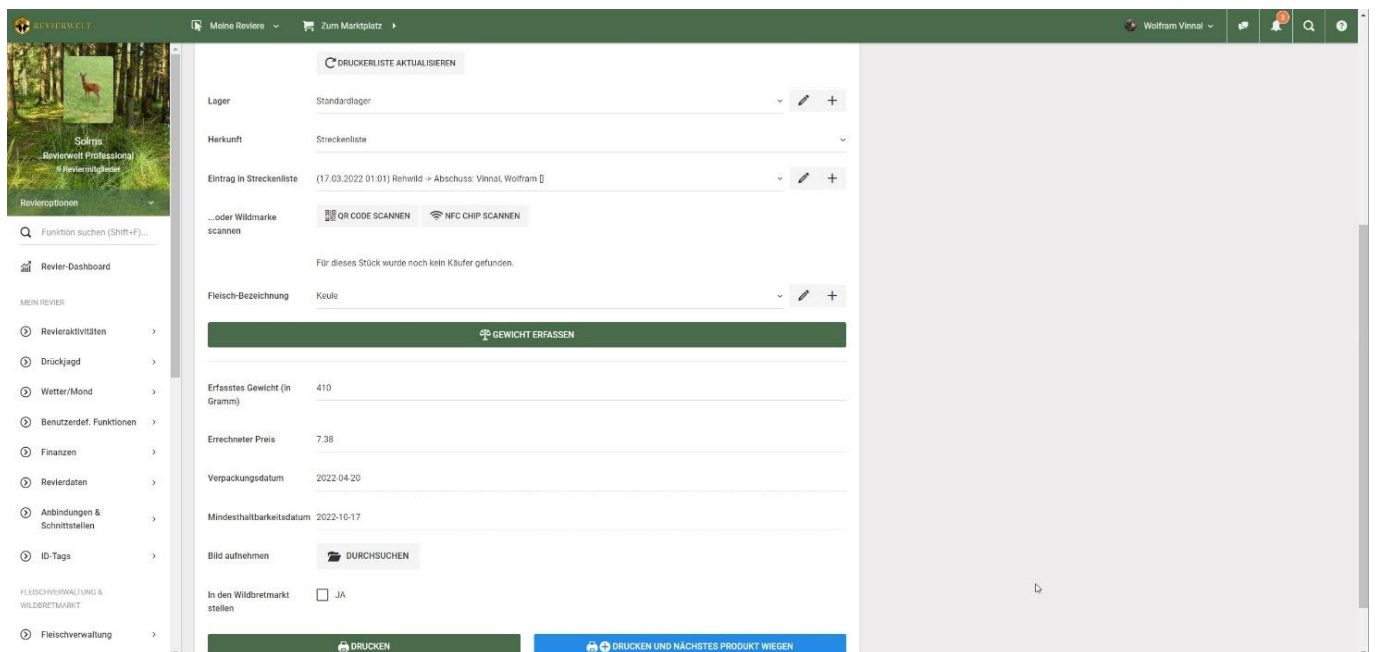 REVIERWELT
Meine Reviere
Zum Marktplatz
Wolfram Vinnai
3
Solms
Revierwelt Professional
9 Reviermitglieder
Revieroptionen
Funktion suchen (Shift+F)...
Revier-Dashboard
MEIN REVIER
Revieraktivitäten
Drückjagd
Wetter/Mond
Benutzerdef. Funktionen
Finanzen
Revierdaten
Anbindungen &
Schnittstellen
ID-Tags
FLEISCHVERWALTUNG &
WILDBRETMARKT
Fleischverwaltung
DRUCKERLISTE AKTUALISIEREN
Lager Standardlager
Herkunft Streckenliste
Eintrag in Streckenliste (17.03.2022 01:01) Rehwild -> Abschuss: Vinnai, Wolfram []
...oder Wildmarke
scannen
QR CODE SCANNEN NFC CHIP SCANNEN
Für dieses Stück wurde noch kein Käufer gefunden.
Fleisch-Bezeichnung Keule
GEWICHT ERFASSEN
Erfasstes Gewicht (in
Gramm)
410
Errechneter Preis 7.38
Verpackungsdatum 2022-04-20
Mindesthaltbarkeitsdatum 2022-10-17
Bild aufnehmen DURCHSUCHEN
In den Wildbretmarkt
stellen
JA
DRUCKEN DRUCKEN UND NÄCHSTES PRODUKT WIEGEN